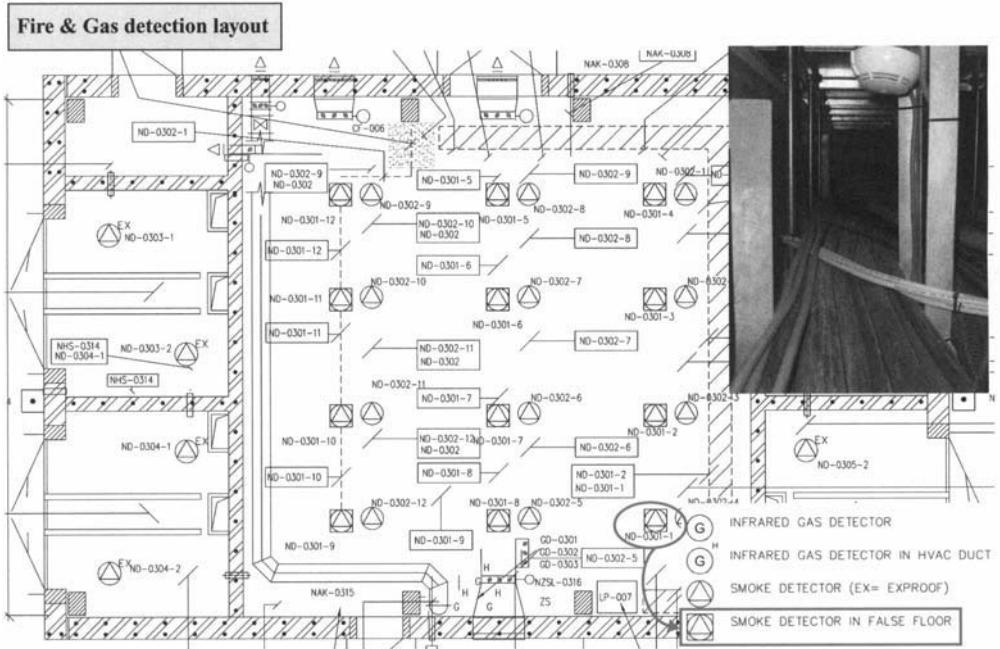 Fire & Gas detection layout
NAK-0308
NAK-0308
ND-0302-1
CF-006
ND-0302-9
ND-0302
ND-0301-5
ND-0302-9
ND-0302-1
ND-0302-9
ND-0302-8
ND-0301-12
ND-0301-5
ND-0301-4
EX
ND-0303-1
ND-0302-10
ND-0302
ND-0302-8
ND-0301-12
ND-0301-6
ND-0302-10
ND-0302-7
ND-0302
ND-0301-11
ND-0301-6
ND-0301-3
ND-0301-11
ND-0302-7
NHS-0314
ND-0304-1
ND-0303-2
EX
ND-0302-11
ND-0302
NHS-0314
ND-0302-11
ND-0301-7
ND-0302-6
ND-0304-1
EX
ND-0301-10
ND-0302-12
ND-0302
ND-0301-7
ND-0302-6
ND-0301-2
EX
ND-0305-2
ND-0301-10
ND-0301-8
ND-0301-2
ND-0301-1
ND-0302-12
ND-0301-8
ND-0302-5
ND-0302-4
ND-0301-9
ND-0301-9
GD-0301
GD-0302
GD-0303
ND-0302-5
ND-0301-1
EX
ND-0304-2
NAK-0315
H
H
H
G
G
G
NZSL-0316
ZS
LP-007
G INFRARED GAS DETECTOR
G H INFRARED GAS DETECTOR IN HVAC DUCT
SMOKE DETECTOR (EX= EXPROOF)
SMOKE DETECTOR IN FALSE FLOOR